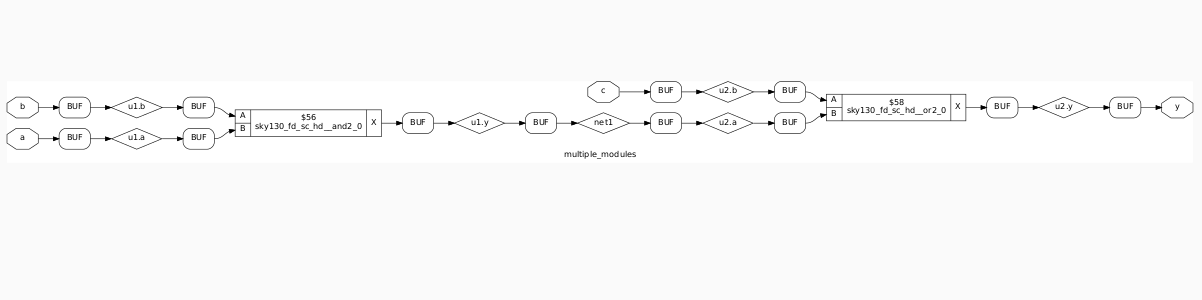 c BUF u2.b BUF
b BUF u1.b BUF
A $56 X
B sky130_fd_sc_hd__and2_0
a BUF u1.a BUF
BUF u1.y BUF net1 BUF u2.a BUF
A $58 X
B sky130_fd_sc_hd__or2_0
BUF u2.y BUF y
multiple_modules